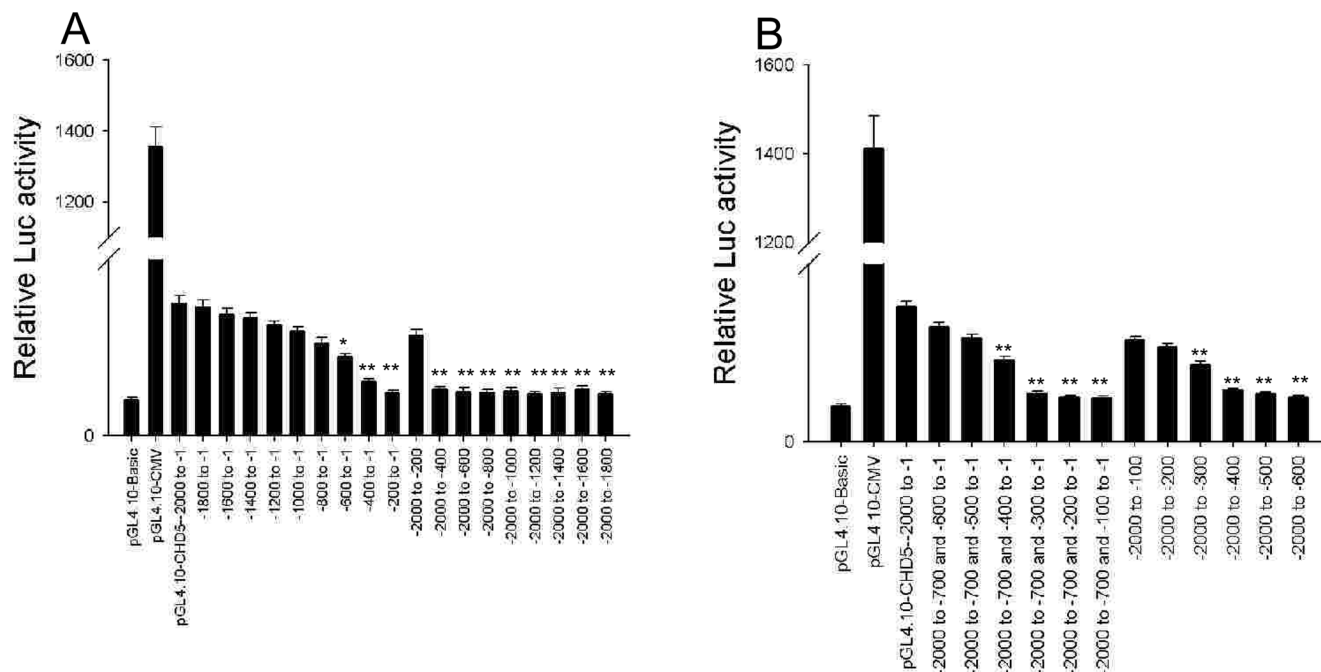 A
Relative Luc activity
1600
1400
1200
0
* ** ** ** ** ** ** ** ** ** **
pGL4.10-Basic
pGL4.10-CMV
pGL4.10-CHD5--2000 to -1
-1800 to -1
-1600 to -1
-1400 to -1
-1200 to -1
-1000 to -1
-800 to -1
-600 to -1
-400 to -1
-200 to -1
-2000 to -200
-2000 to -400
-2000 to -600
-2000 to -800
-2000 to -1000
-2000 to -1200
-2000 to -1400
-2000 to -1600
-2000 to -1800
B
Relative Luc activity
1600
1400
1200
0
** ** ** ** ** ** ** **
pGL4.10-Basic
pGL4.10-CMV
pGL4.10-CHD5--2000 to -1
-2000 to -700 and -600 to -1
-2000 to -700 and -500 to -1
-2000 to -700 and -400 to -1
-2000 to -700 and -300 to -1
-2000 to -700 and -200 to -1
-2000 to -700 and -100 to -1
-2000 to -100
-2000 to -200
-2000 to -300
-2000 to -400
-2000 to -500
-2000 to -600